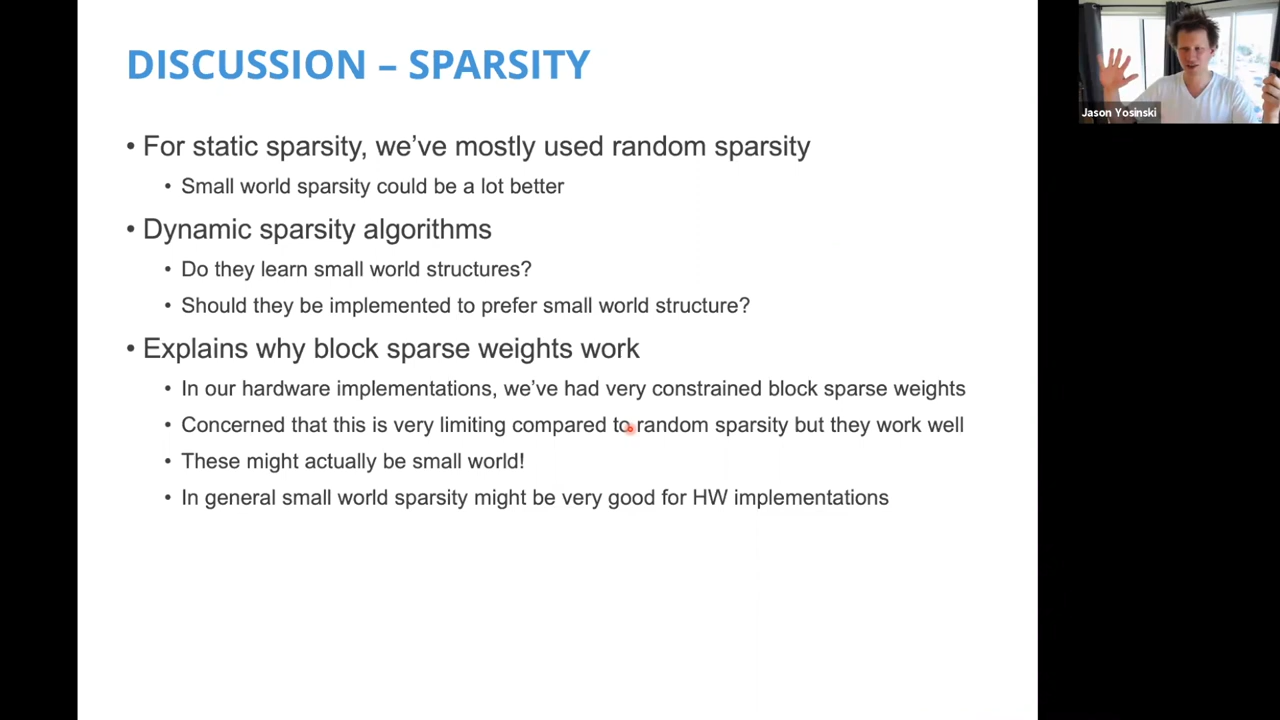 DISCUSSION – SPARSITY
• For static sparsity, we’ve mostly used random sparsity
• Small world sparsity could be a lot better
• Dynamic sparsity algorithms
• Do they learn small world structures?
• Should they be implemented to prefer small world structure?
• Explains why block sparse weights work
• In our hardware implementations, we’ve had very constrained block sparse weights
• Concerned that this is very limiting compared to random sparsity but they work well
• These might actually be small world!
• In general small world sparsity might be very good for HW implementations
Jason Yosinski